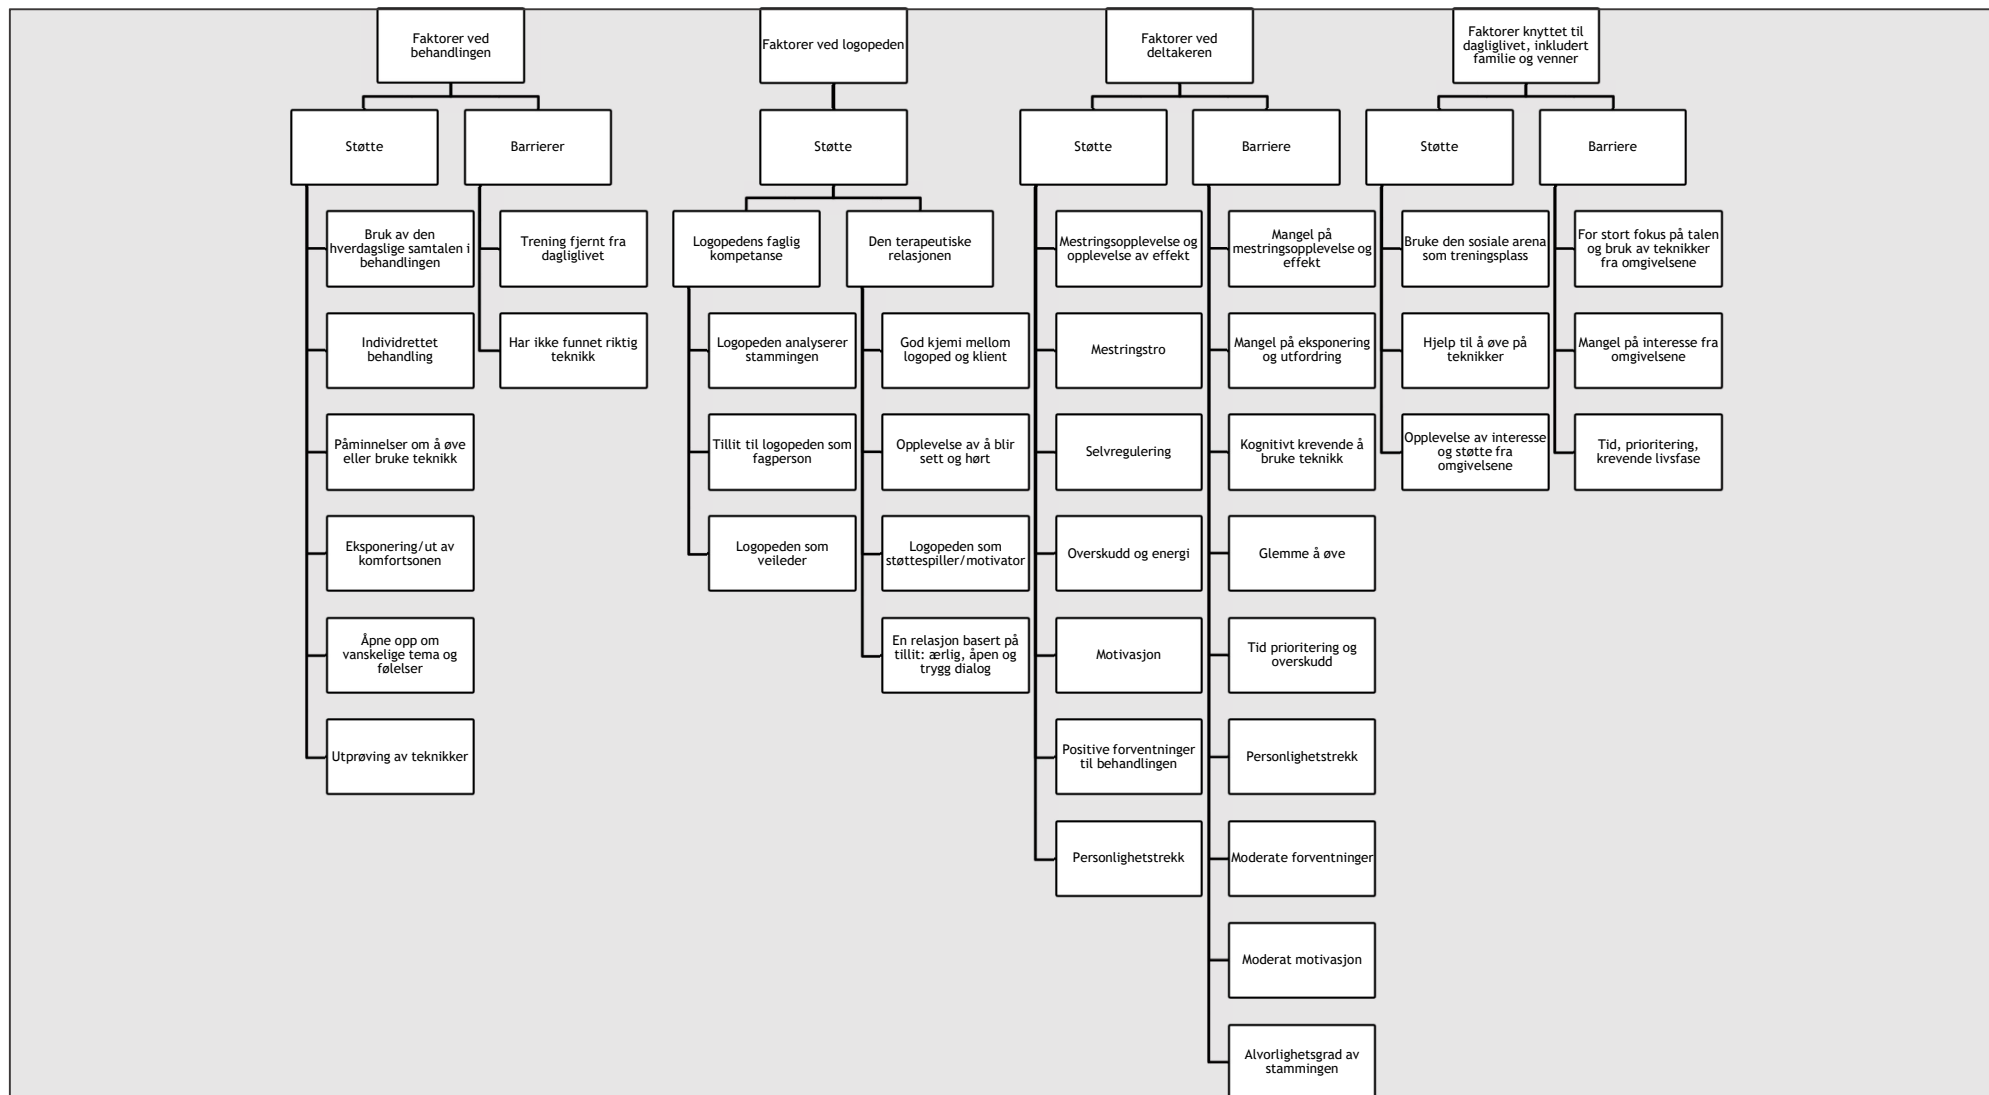 Faktorer ved
behandlingen
Støtte
Bruk av den
hverdagslige samtalen i
behandlingen
Individrettet
behandling
Påminnelser om å øve
eller bruke teknikk
Eksponering/ut av
komfortsonen
Åpne opp om
vanskelige tema og
følelser
Utprøving av teknikker
Barrierer
Trening fjernt fra
dagliglivet
Har ikke funnet riktig
teknikk
Faktorer ved logopeden
Støtte
Logopedens faglig
kompetanse
Logopeden analyserer
stammingen
Tillit til logopeden som
fagperson
Logopeden som
veileder
Den terapeutiske
relasjonen
God kjemi mellom
logoped og klient
Opplevelse av å blir
sett og hørt
Logopeden som
støttespiller/motivator
En relasjon basert på
tillit: ærlig, åpen og
trygg dialog
Faktorer ved
deltakeren
Støtte
Mestringsopplevelse og
opplevelse av effekt
Mestringstro
Selvregulering
Overskudd og energi
Motivasjon
Positive forventninger
til behandlingen
Personlighetstrekk
Barriere
Mangel på
mestringsopplevelse og
effekt
Mangel på eksponering
og utfordring
Kognitivt krevende å
bruke teknikk
Glemme å øve
Tid prioritering og
overskudd
Personlighetstrekk
Moderate forventninger
Moderat motivasjon
Alvorlighetsgrad av
stammingen
Faktorer knyttet til
dagliglivet, inkludert
familie og venner
Støtte
Bruke den sosiale arena
som treningsplass
Hjelp til å øve på
teknikker
Opplevelse av interesse
og støtte fra
omgivelsene
Barriere
For stort fokus på talen
og bruk av teknikker
fra omgivelsene
Mangel på interesse fra
omgivelsene
Tid, prioritering,
krevende livsfase